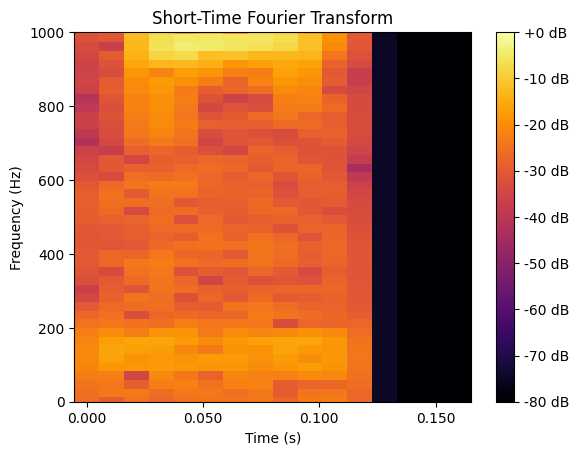 Short-Time Fourier Transform
1000
800
600
400
200
0
Frequency (Hz)
0.000
0.050
0.100
0.150
Time (s)
+0 dB
-10 dB
-20 dB
-30 dB
-40 dB
-50 dB
-60 dB
-70 dB
-80 dB